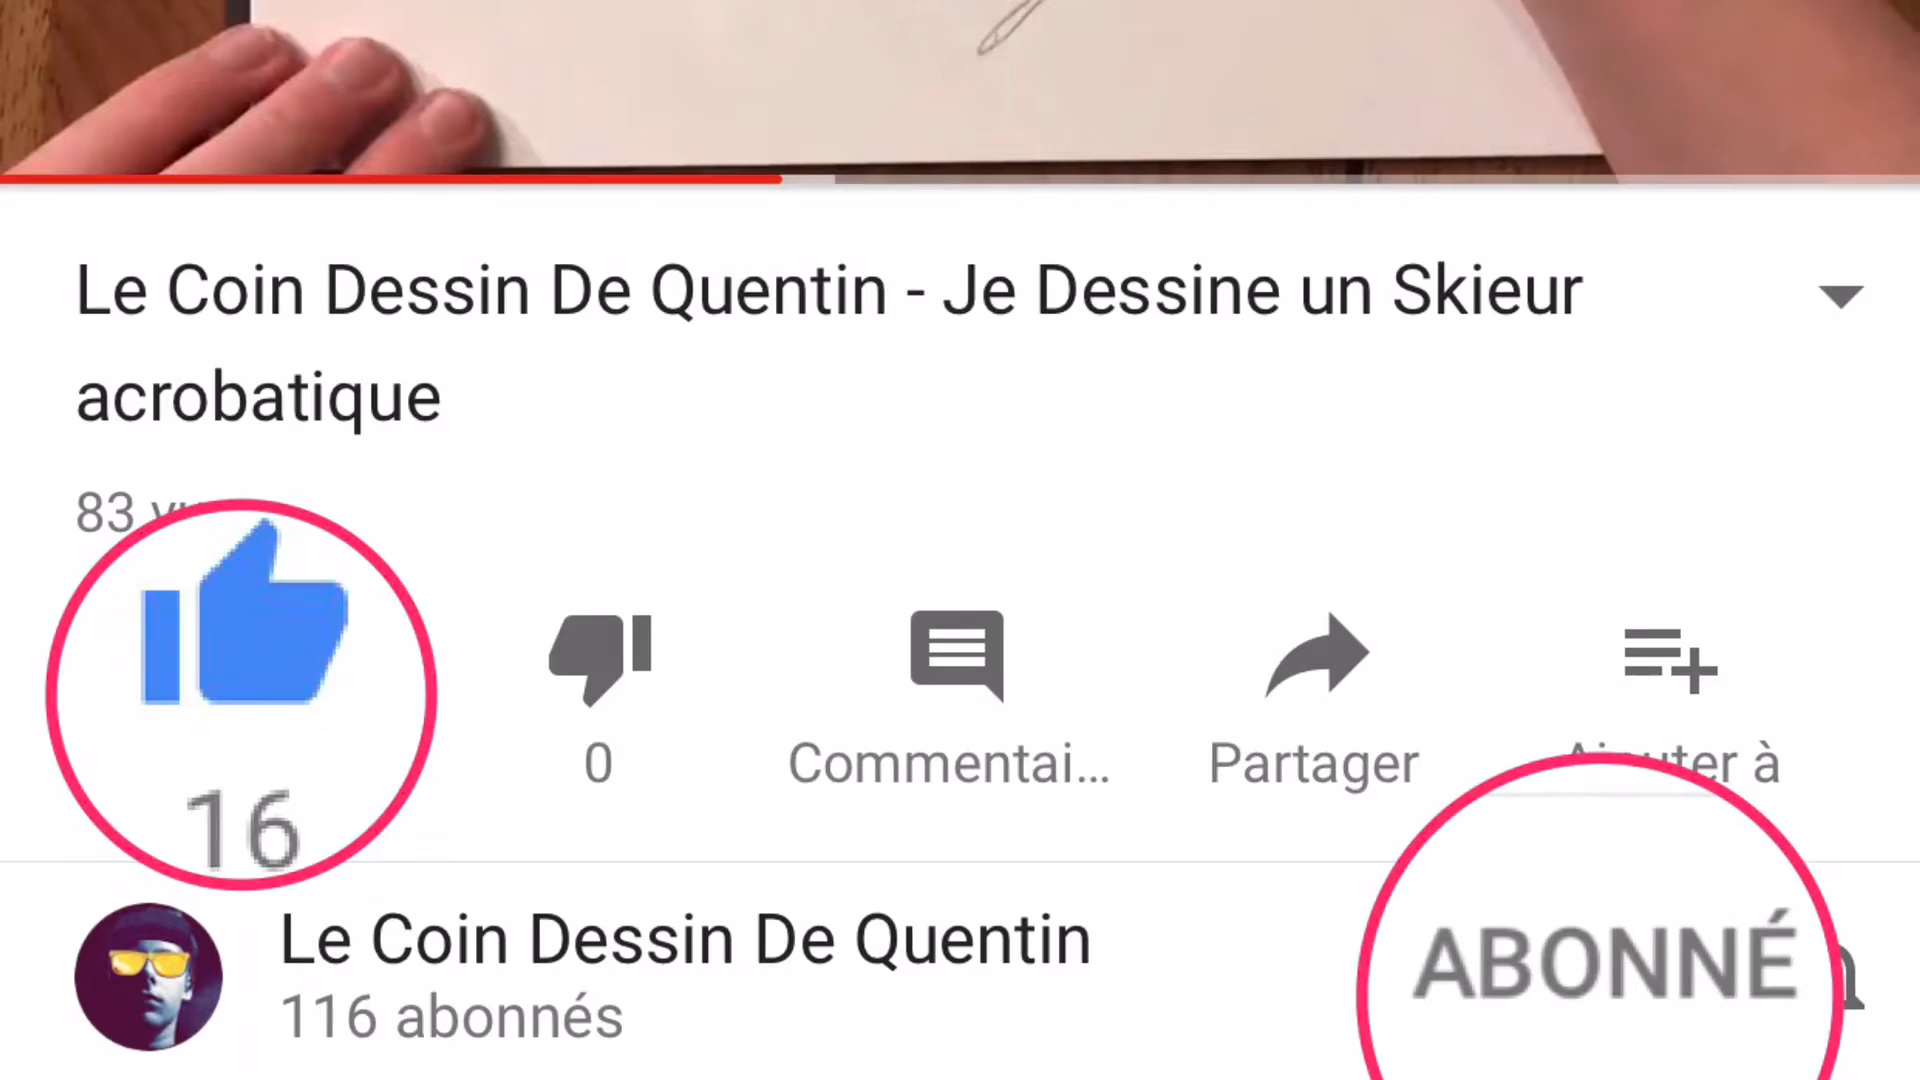 Le Coin Dessin De Quentin - Je Dessine un Skieur
acrobatique
83
16
0
Commentai...
Partager
à
Le Coin Dessin De Quentin
116 abonnés
ABONNÉ